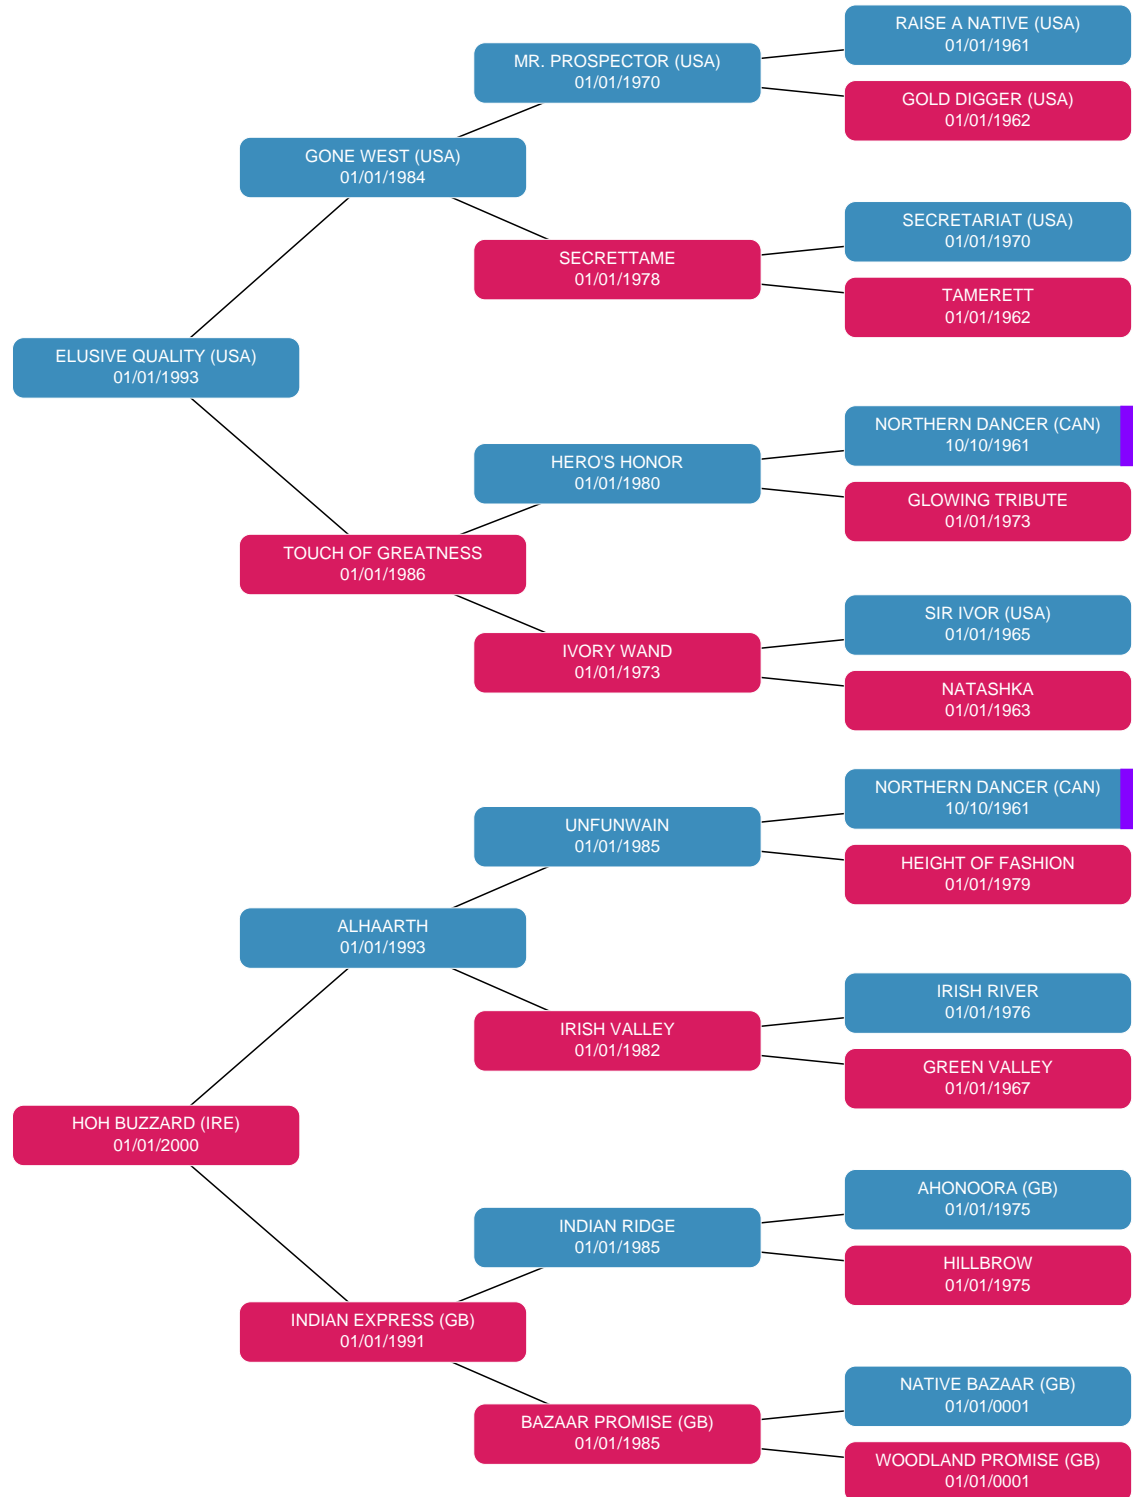 RAISE A NATIVE (USA)
01/01/1961
MR. PROSPECTOR (USA)
01/01/1970
GOLD DIGGER (USA)
01/01/1962
GONE WEST (USA)
01/01/1984
SECRETARIAT (USA)
01/01/1970
SECRETTAME
01/01/1978
TAMERETT
01/01/1962
ELUSIVE QUALITY (USA)
01/01/1993
NORTHERN DANCER (CAN)
10/10/1961
HERO'S HONOR
01/01/1980
GLOWING TRIBUTE
01/01/1973
TOUCH OF GREATNESS
01/01/1986
SIR IVOR (USA)
01/01/1965
IVORY WAND
01/01/1973
NATASHKA
01/01/1963
NORTHERN DANCER (CAN)
10/10/1961
UNFUNWAIN
01/01/1985
HEIGHT OF FASHION
01/01/1979
ALHAARTH
01/01/1993
IRISH RIVER
01/01/1976
IRISH VALLEY
01/01/1982
GREEN VALLEY
01/01/1967
HOH BUZZARD (IRE)
01/01/2000
AHONOORA (GB)
01/01/1975
INDIAN RIDGE
01/01/1985
HILLBROW
01/01/1975
INDIAN EXPRESS (GB)
01/01/1991
NATIVE BAZAAR (GB)
01/01/0001
BAZAAR PROMISE (GB)
01/01/1985
WOODLAND PROMISE (GB)
01/01/0001